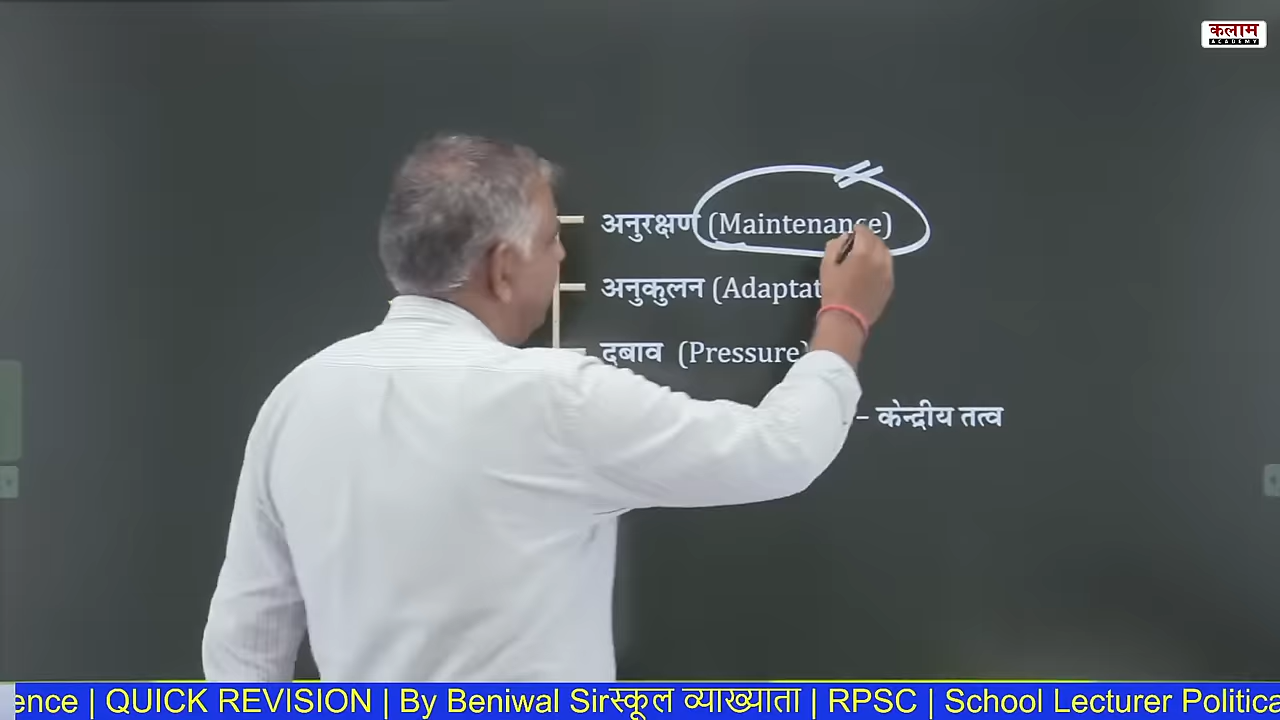 कलाम
ACADEMY
अनुरक्षण (Maintenance)
अनुकुलन (Adaptat
दबाव (Pressure)
– केन्द्रीय तत्व
ence | QUICK REVISION | By Beniwal Sirस्कूल व्याख्याता | RPSC | School Lecturer Politica